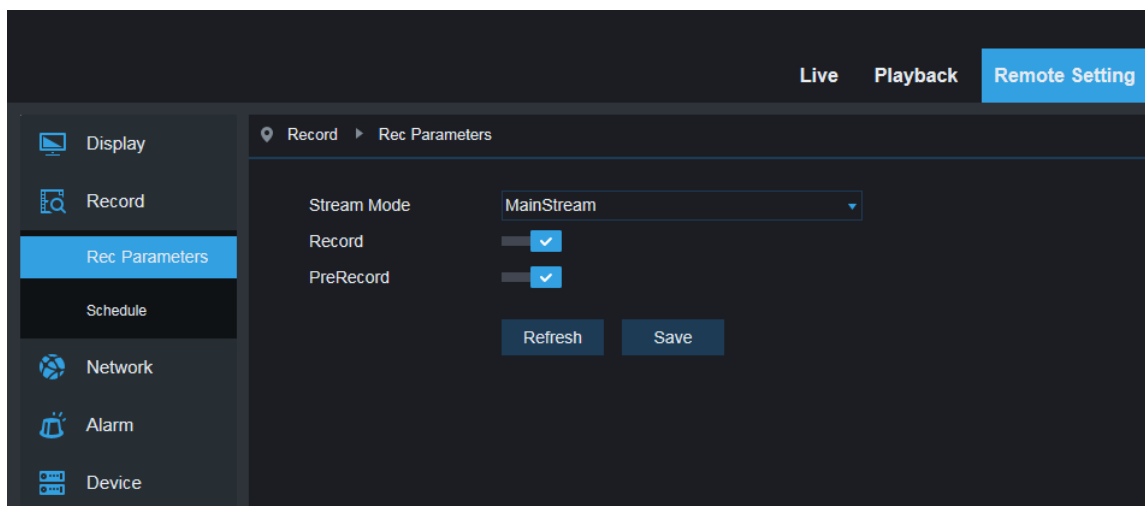 Live Playback Remote Setting
Display
Record
Rec Parameters
Schedule
Network
Alarm
Device
Record Rec Parameters
Stream Mode MainStream
Record
PreRecord
Refresh Save